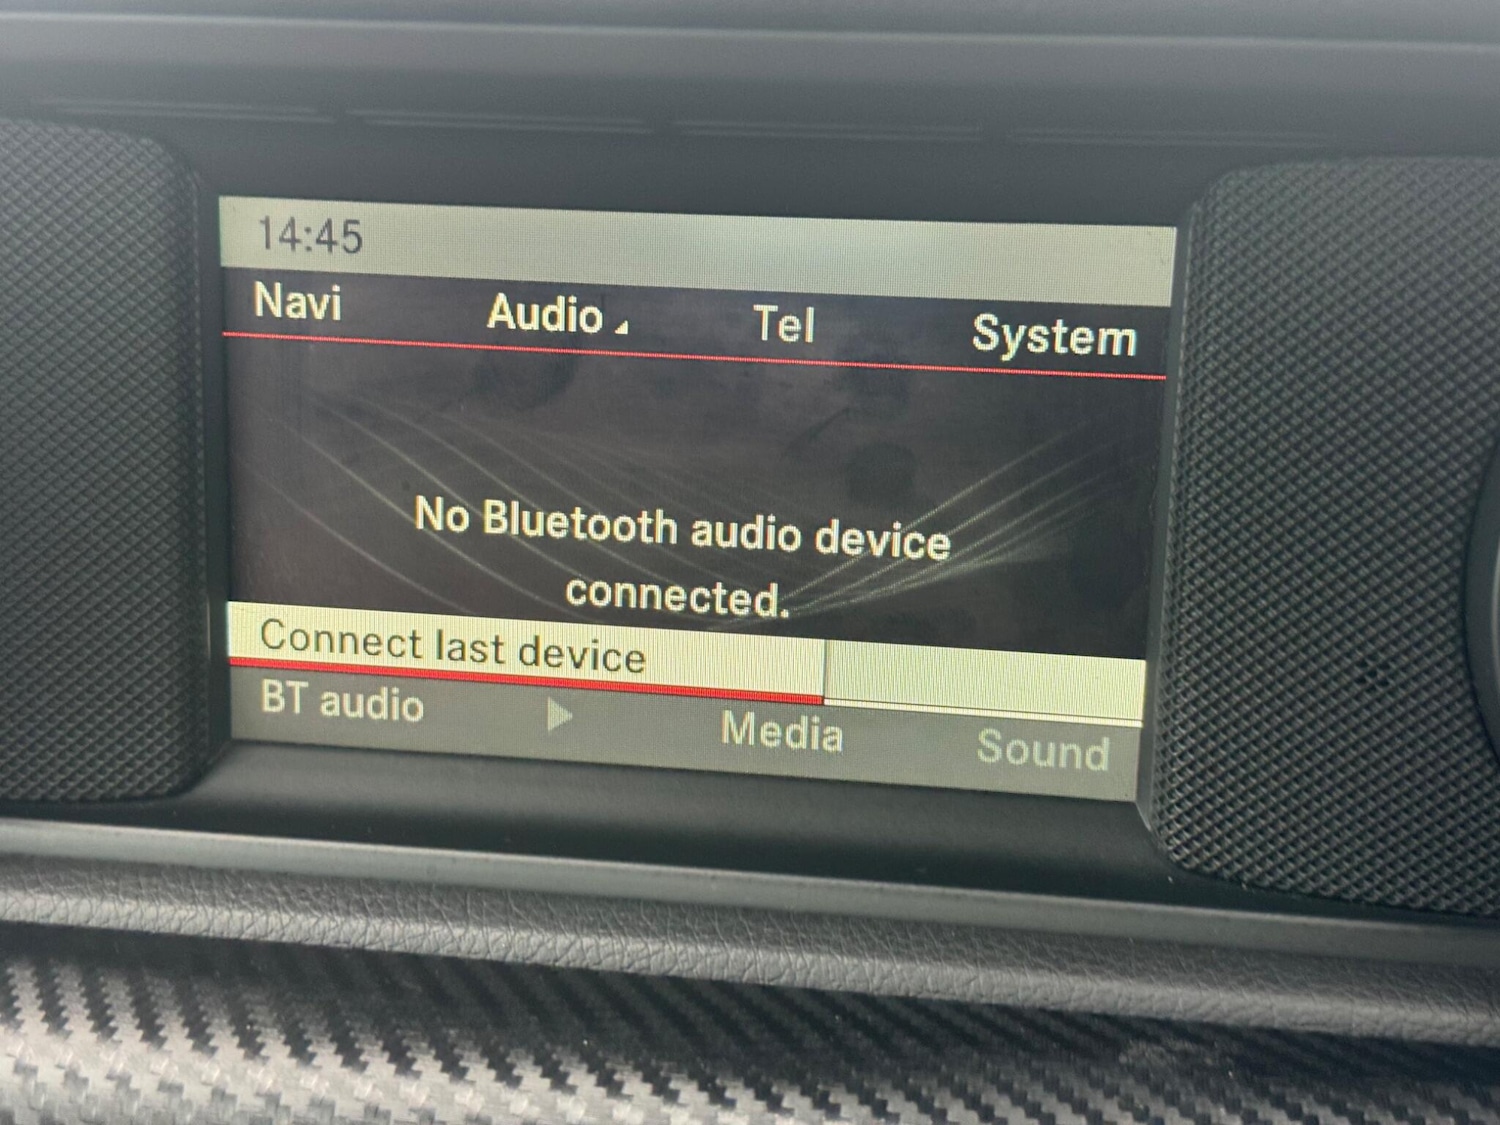 14:45
Navi Audio Tel System
No Bluetooth audio device
connected.
Connect last device
BT audio Media Sound